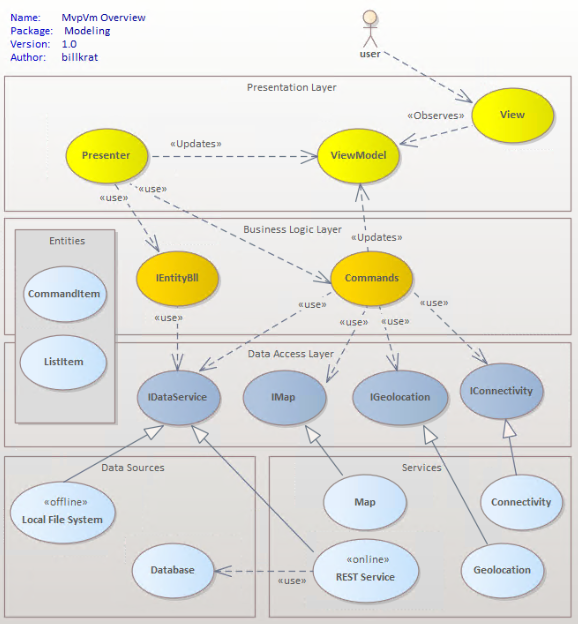 Name: MvpVm Overview
Package: Modeling
Version: 1.0
Author: billkrat
user
Presentation Layer
View
«Observes»
«Updates»
Presenter
ViewModel
«use»
«use»
Business Logic Layer
«Updates»
Entities
IEntityBll
Commands
CommandItem
«use»
«use»
«use»
«use»
«use»
ListItem
Data Access Layer
IDataService
IMap
IGeolocation
IConnectivity
Data Sources
Services
«offline»
Local File System
Map
Connectivity
Database
«online»
REST Service
Geolocation
«use»